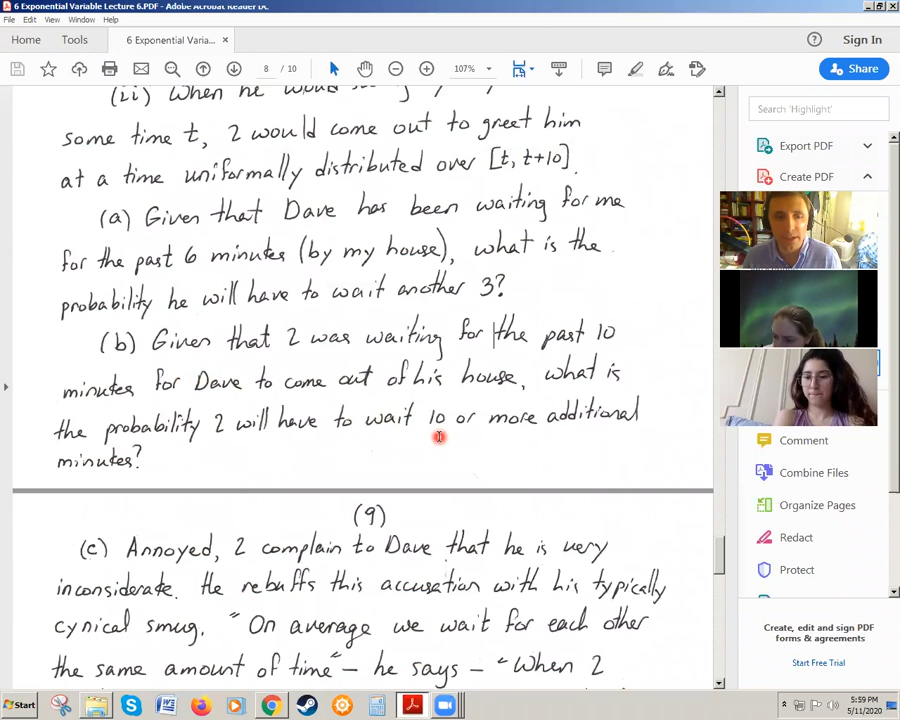 6 Exponential Variable Lecture 6.PDF - Adobe Acrobat Reader DC
File Edit View Window Help
Home Tools 6 Exponential Varia... × Sign In
8 / 10 107% Share
(ii) When he would
some time t, I would come out to greet him
at a time uniformally distributed over [t, t+10].
(a) Given that Dave has been waiting for me
for the past 6 minutes (by my house), what is the
probability he will have to wait another 3?
(b) Given that I was waiting for the past 10
minutes for Dave to come out of his house, what is
the probability I will have to wait 10 or more additional
minutes?
(9)
(c) Annoyed, I complain to Dave that he is very
inconsiderate. He rebuffs this accusation with his typically
cynical smug. "On average we wait for each other
the same amount of time" – he says – "When I
Search 'Highlight'
Export PDF
Create PDF
Comment
Combine Files
Organize Pages
Redact
Protect
Create, edit and sign PDF
forms & agreements
Start Free Trial
Start
5:59 PM
5/11/2020